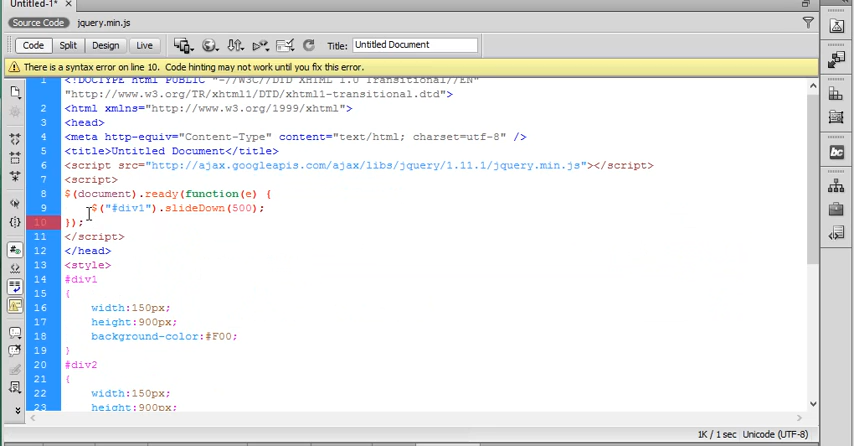 Untitled-1* ×
Source Code jquery.min.js
Code Split Design Live Title: Untitled Document
There is a syntax error on line 10. Code hinting may not work until you fix this error.
1 <!DOCTYPE html PUBLIC "-//W3C//DTD XHTML 1.0 Transitional//EN"
"http://www.w3.org/TR/xhtml1/DTD/xhtml1-transitional.dtd">
2 <html xmlns="http://www.w3.org/1999/xhtml">
3 <head>
4 <meta http-equiv="Content-Type" content="text/html; charset=utf-8" />
5 <title>Untitled Document</title>
6 <script src="http://ajax.googleapis.com/ajax/libs/jquery/1.11.1/jquery.min.js"></script>
7 <script>
8 $(document).ready(function(e) {
9 $("#div1").slideDown(500);
10 });
11 </script>
12 </head>
13 <style>
14 #div1
15 {
16 width:150px;
17 height:900px;
18 background-color:#F00;
19 }
20 #div2
21 {
22 width:150px;
23 height:900px;
1K / 1 sec Unicode (UTF-8)